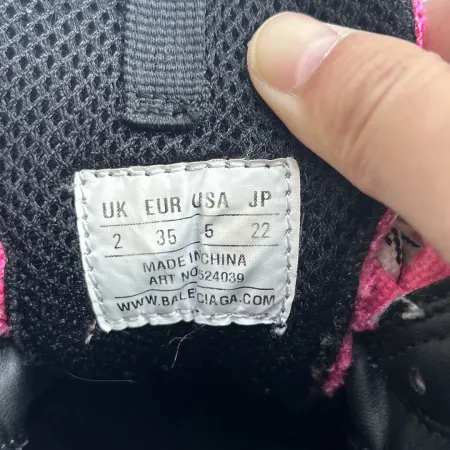 UK EUR USA JP
2 35 5 22
MADE IN CHINA
ART NO524039
WWW.BALENCIAGA.COM